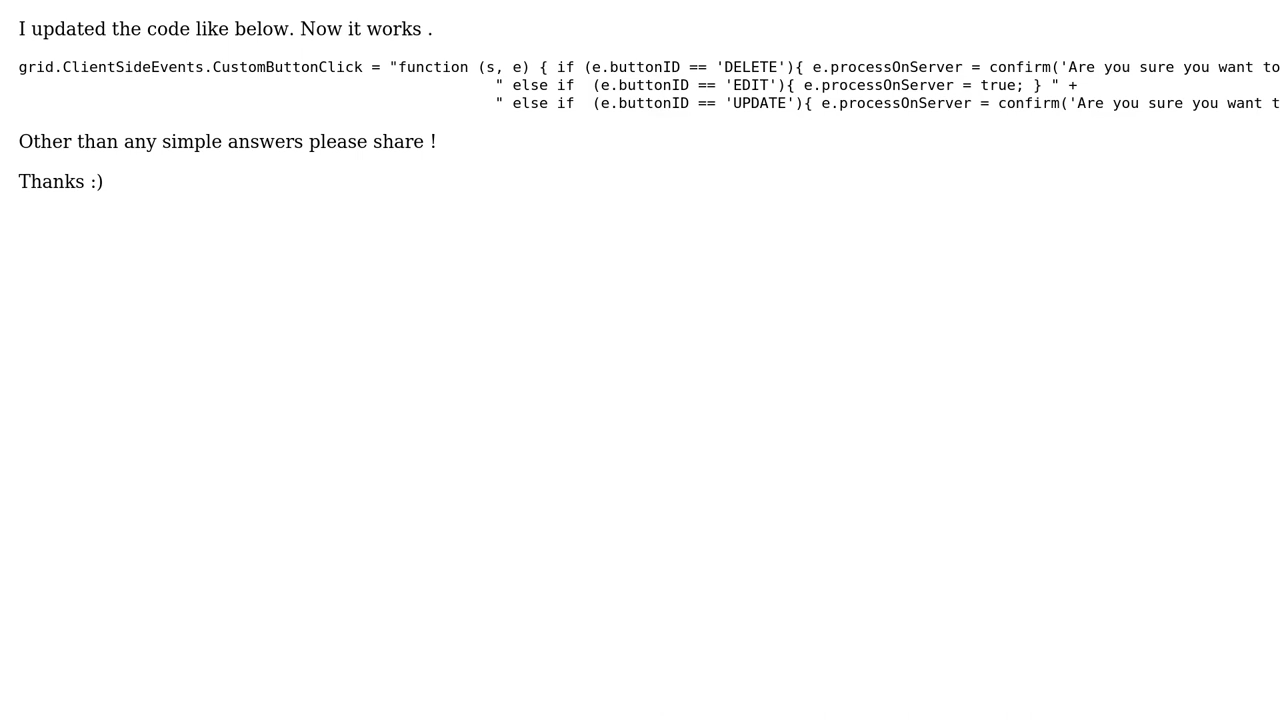 I updated the code like below. Now it works .
grid.ClientSideEvents.CustomButtonClick = "function (s, e) { if (e.buttonID == 'DELETE'){ e.processOnServer = confirm('Are you sure you want to
" else if  (e.buttonID == 'EDIT'){ e.processOnServer = true; } " +
" else if  (e.buttonID == 'UPDATE'){ e.processOnServer = confirm('Are you sure you want t
Other than any simple answers please share !
Thanks :)